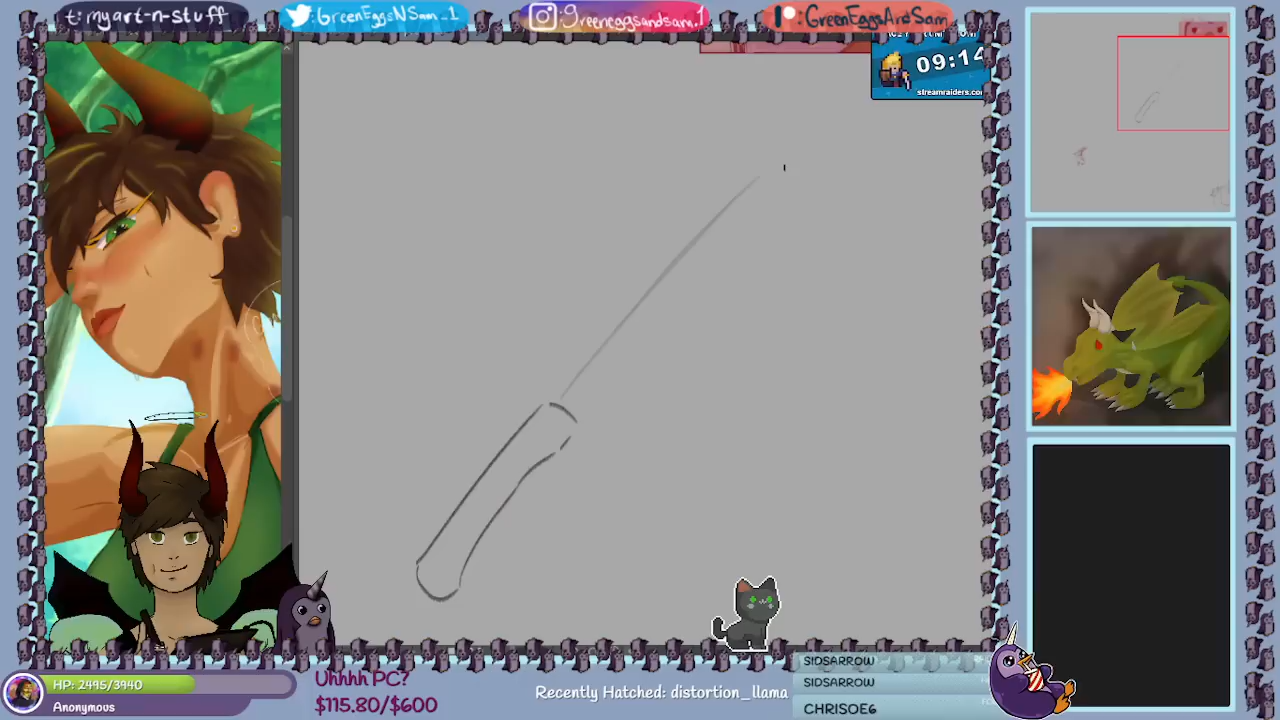 t: myart-n-stuff
GreenEggsNSam_1
greeneggsandsam.1
GreenEggsAndSam
09:14
streamraiders.co
HP: 2495/3940
Anonymous
Uhhhh PC?
$115.80/$600
Recently Hatched: distortion_llama
SIDSARROW
SIDSARROW
CHRISOE6